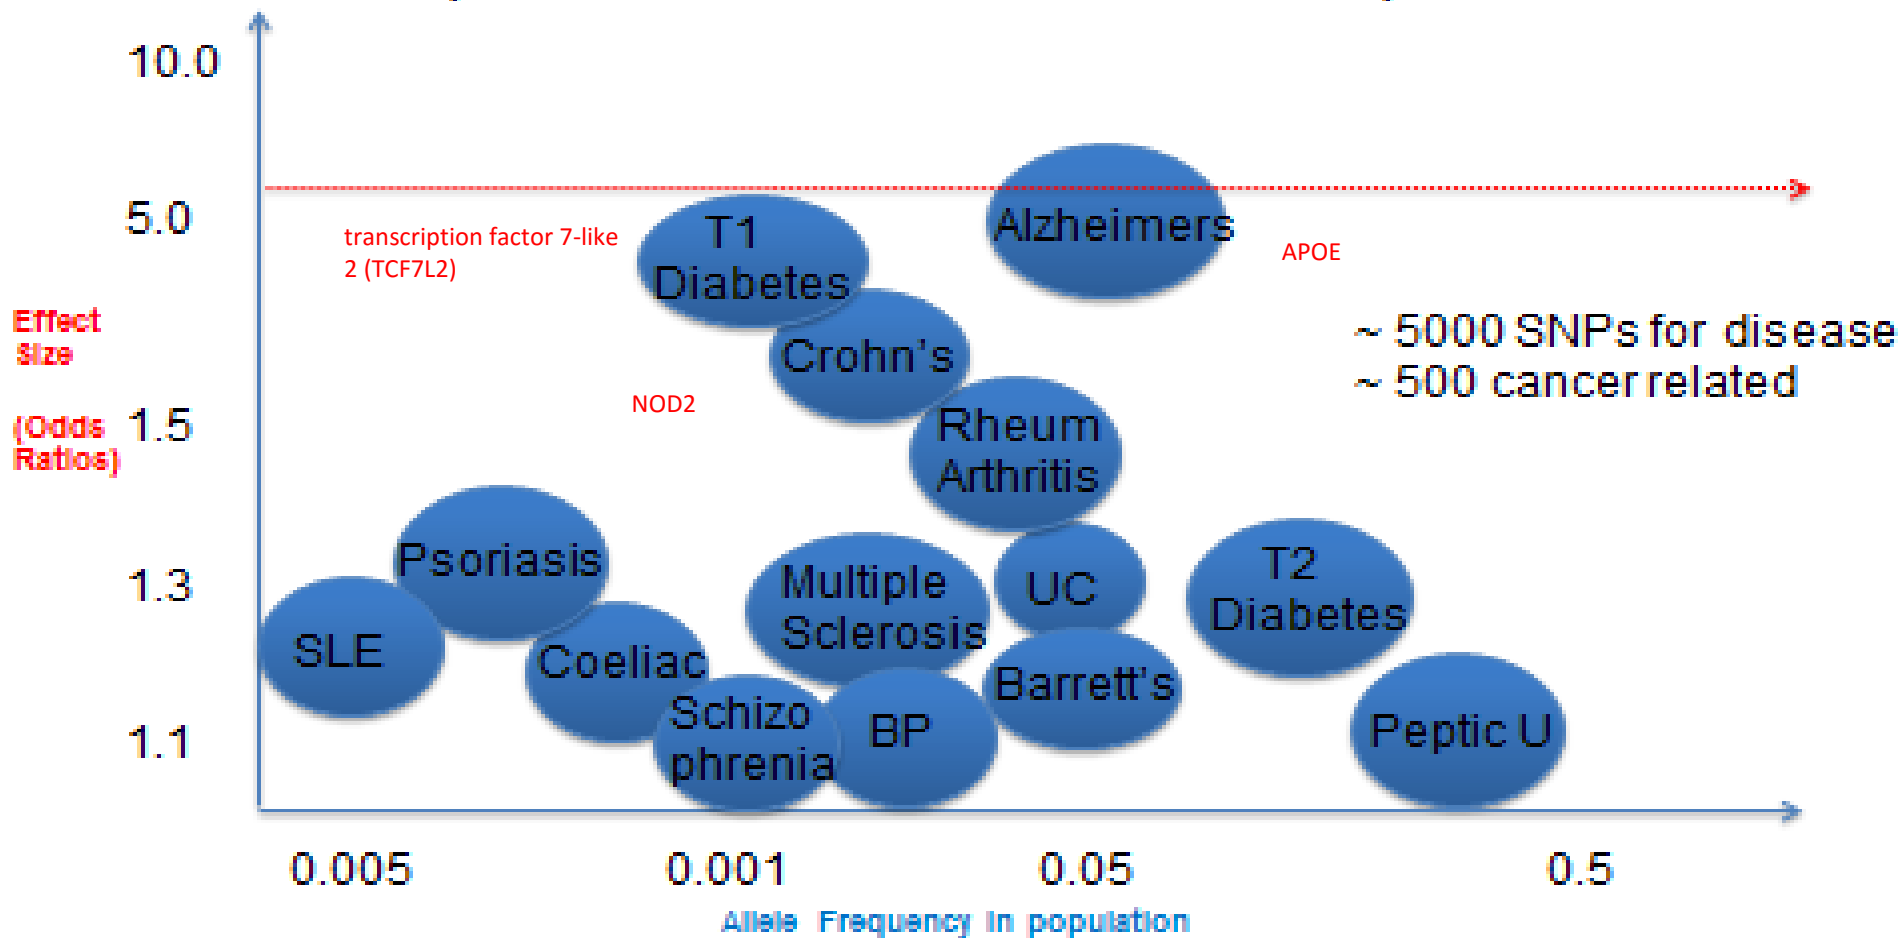 10.0
5.0
1.5
1.3
1.1
Effect
Size
(Odds
Ratios)
transcription factor 7-like
2 (TCF7L2)
T1
Diabetes
Alzheimers
APOE
~ 5000 SNPs for disease
~ 500 cancer related
Crohn's
NOD2
Rheum
Arthritis
Psoriasis
Multiple
Sclerosis
UC
T2
Diabetes
SLE
Coeliac
Schizo
phrenia
BP
Barrett's
Peptic U
0.005
0.001
0.05
0.5
Allele Frequency in population